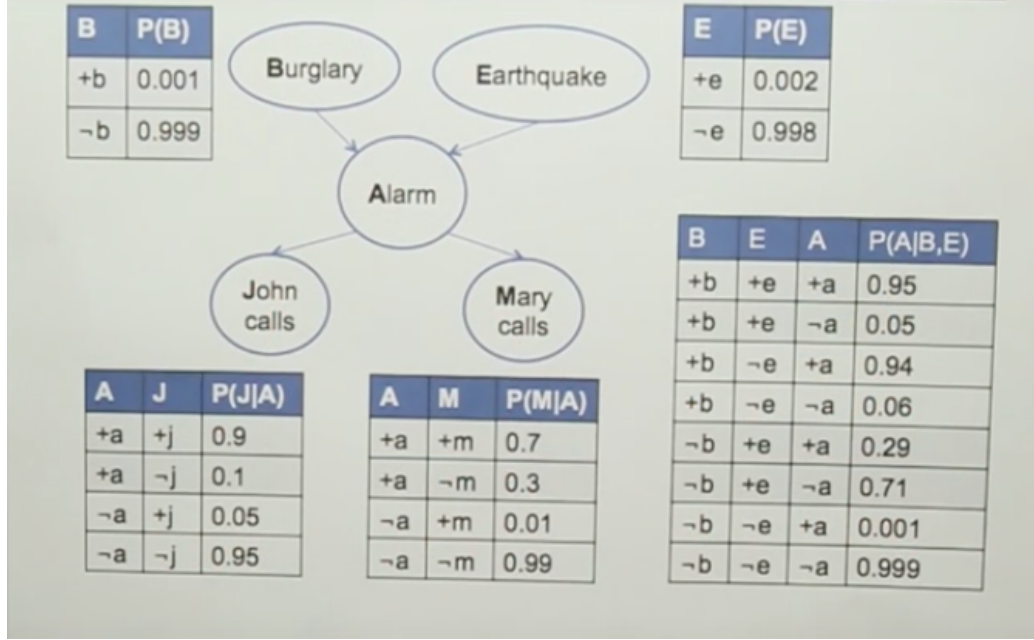 B P(B)
+b 0.001
¬b 0.999
Burglary
Earthquake
E P(E)
+e 0.002
¬e 0.998
Alarm
John
calls
Mary
calls
A J P(J|A)
+a +j 0.9
+a ¬j 0.1
¬a +j 0.05
¬a ¬j 0.95
A M P(M|A)
+a +m 0.7
+a ¬m 0.3
¬a +m 0.01
¬a ¬m 0.99
B E A P(A|B,E)
+b +e +a 0.95
+b +e ¬a 0.05
+b ¬e +a 0.94
+b ¬e ¬a 0.06
¬b +e +a 0.29
¬b +e ¬a 0.71
¬b ¬e +a 0.001
¬b ¬e ¬a 0.999